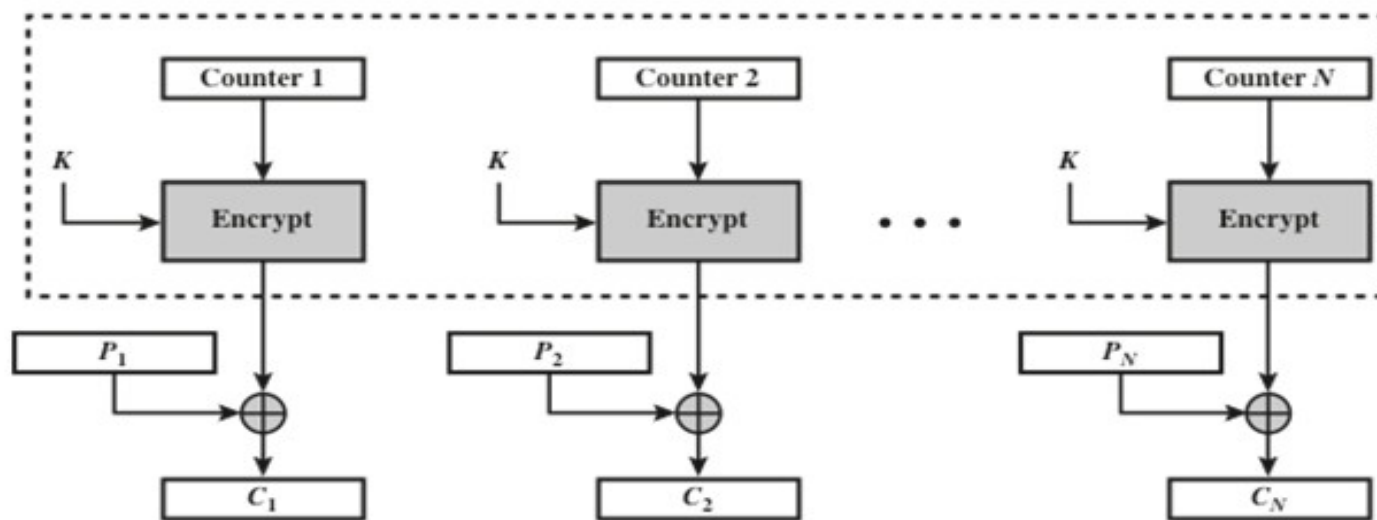 Counter 1 Counter 2 Counter N
K K K
Encrypt Encrypt • • • Encrypt
P1 P2 PN
C1 C2 CN